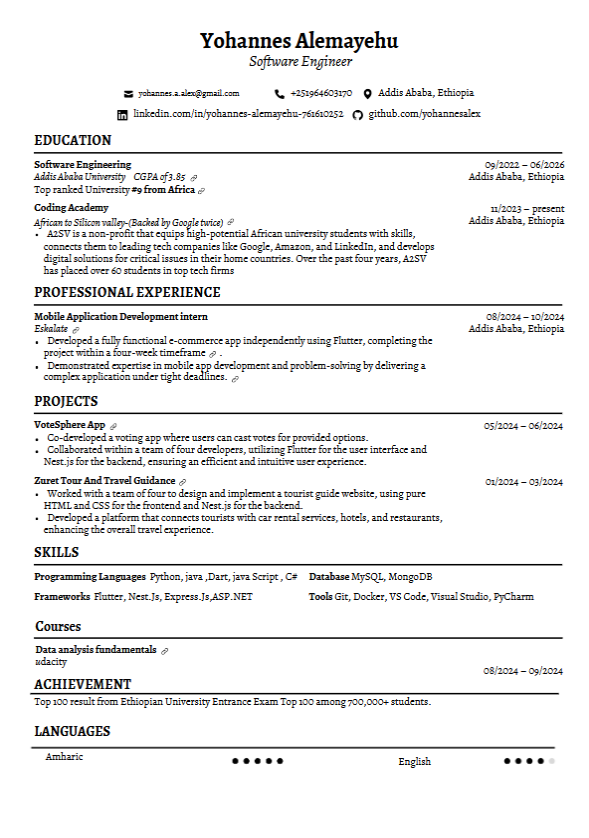 Yohannes Alemayehu
Software Engineer
yohannes.a.alex@gmail.com +251964603170 Addis Ababa, Ethiopia
linkedin.com/in/yohannes-alemayehu-761610252 github.com/yohannesalex
EDUCATION
Software Engineering 09/2022 – 06/2026
Addis Ababa University CGPA of 3.85 Addis Ababa, Ethiopia
Top ranked University #9 from Africa
Coding Academy 11/2023 – present
African to Silicon valley-(Backed by Google twice) Addis Ababa, Ethiopia
• A2SV is a non-profit that equips high-potential African university students with skills,
connects them to leading tech companies like Google, Amazon, and LinkedIn, and develops
digital solutions for critical issues in their home countries. Over the past four years, A2SV
has placed over 60 students in top tech firms
PROFESSIONAL EXPERIENCE
Mobile Application Development intern 08/2024 – 10/2024
Eskalate Addis Ababa, Ethiopia
• Developed a fully functional e-commerce app independently using Flutter, completing the
project within a four-week timeframe .
• Demonstrated expertise in mobile app development and problem-solving by delivering a
complex application under tight deadlines.
PROJECTS
VoteSphere App 05/2024 – 06/2024
• Co-developed a voting app where users can cast votes for provided options.
• Collaborated within a team of four developers, utilizing Flutter for the user interface and
Nest.js for the backend, ensuring an efficient and intuitive user experience.
Zuret Tour And Travel Guidance 01/2024 – 03/2024
• Worked with a team of four to design and implement a tourist guide website, using pure
HTML and CSS for the frontend and Nest.js for the backend.
• Developed a platform that connects tourists with car rental services, hotels, and restaurants,
enhancing the overall travel experience.
SKILLS
Programming Languages Python, java ,Dart, java Script , C# Database MySQL, MongoDB
Frameworks Flutter, Nest.Js, Express.Js,ASP.NET Tools Git, Docker, VS Code, Visual Studio, PyCharm
Courses
Data analysis fundamentals
udacity
08/2024 – 09/2024
ACHIEVEMENT
Top 100 result from Ethiopian University Entrance Exam Top 100 among 700,000+ students.
LANGUAGES
Amharic English